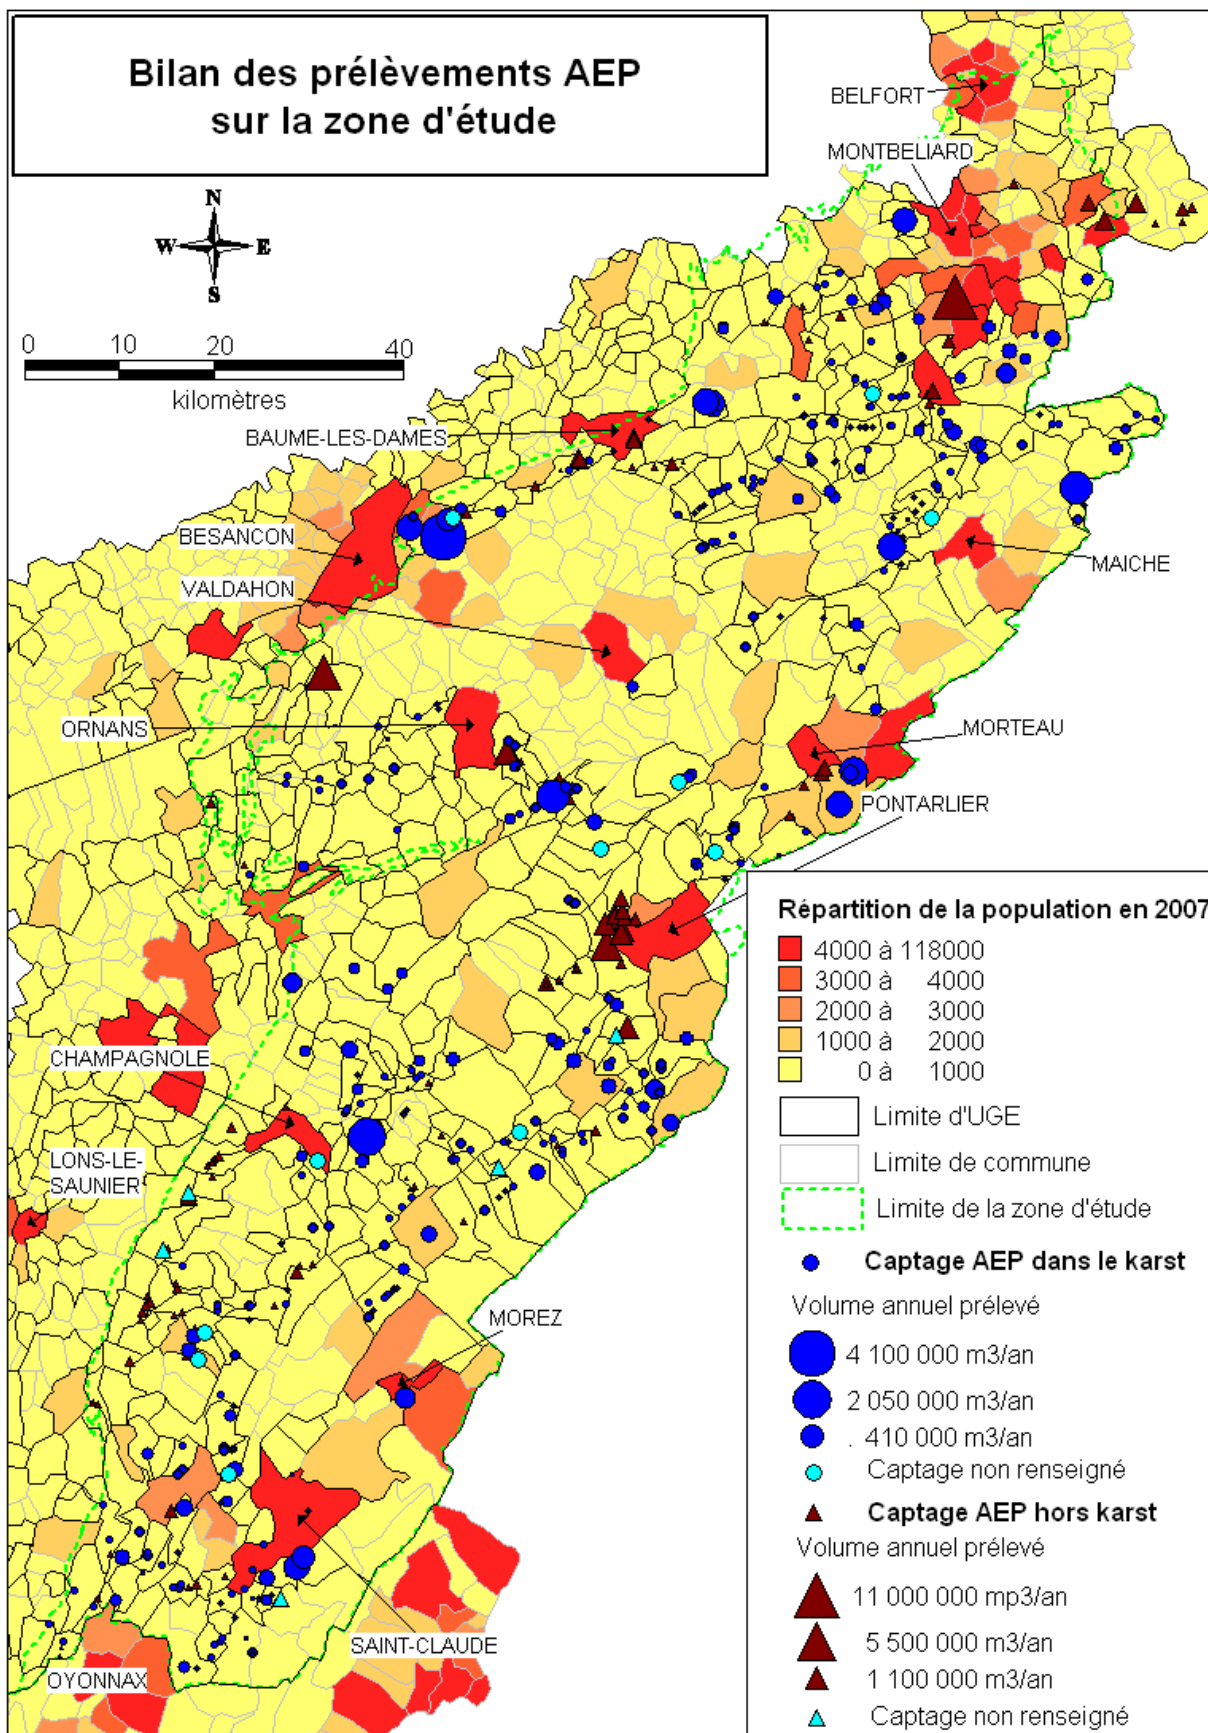 Bilan des prélèvements AEP
sur la zone d'étude
N
W
E
S
0
10
20
40
kilomètres
BELFORT
MONTBELIARD
BAUME-LES-DAMES
BESANCON
VALDAHON
MAICHE
ORNANS
MORTEAU
PONTARLIER
CHAMPAGNOLE
LONS-LE-
SAUNIER
MOREZ
SAINT-CLAUDE
OYONNAX
Répartition de la population en 2007
4000 à 118000
3000 à 4000
2000 à 3000
1000 à 2000
0 à 1000
Limite d'UGE
Limite de commune
Limite de la zone d'étude
Captage AEP dans le karst
Volume annuel prélevé
4 100 000 m3/an
2 050 000 m3/an
. 410 000 m3/an
Captage non renseigné
Captage AEP hors karst
Volume annuel prélevé
11 000 000 mp3/an
5 500 000 m3/an
1 100 000 m3/an
Captage non renseigné